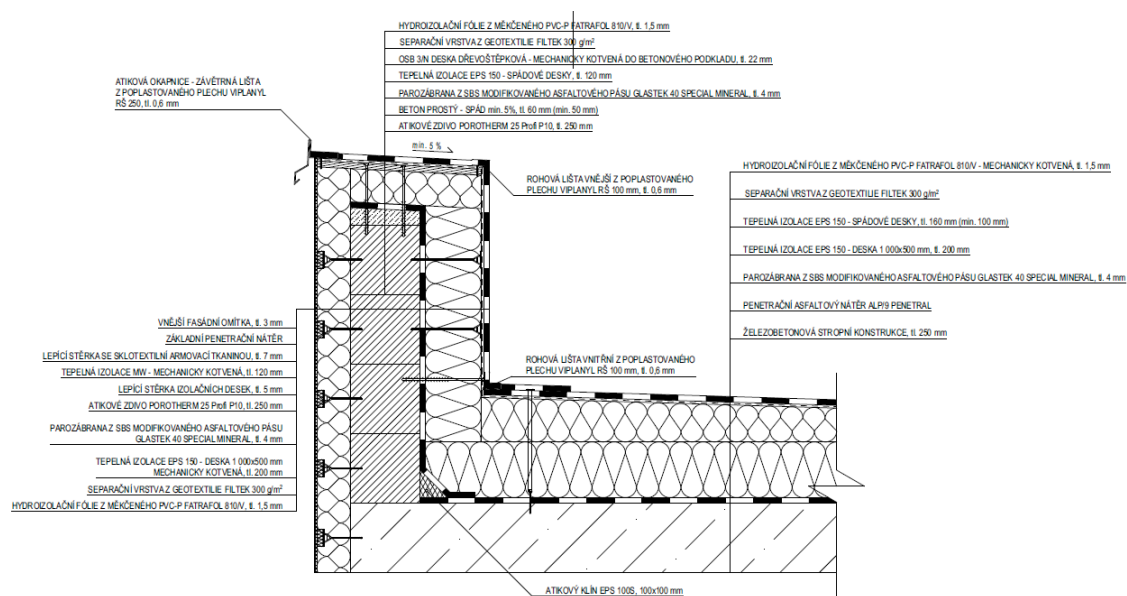 HYDROIZOLAČNÍ FÓLIE Z MĚKČENÉHO PVC-P FATRAFOL 810/V, tl. 1,5 mm
SEPARAČNÍ VRSTVA Z GEOTEXTILIE FILTEK 300 g/m²
OSB 3/N DESKA DŘEVOŠTĚPKOVÁ - MECHANICKY KOTVENÁ DO BETONOVÉHO PODKLADU, tl. 22 mm
TEPELNÁ IZOLACE EPS 150 - SPÁDOVÉ DESKY, tl. 120 mm
PAROZÁBRANA Z SBS MODIFIKOVANÉHO ASFALTOVÉHO PÁSU GLASTEK 40 SPECIAL MINERAL, tl. 4 mm
BETON PROSTÝ - SPÁD min. 5%, tl. 60 mm (min. 50 mm)
ATIKOVÉ ZDIVO POROTHERM 25 Profi P10, tl. 250 mm
ATIKOVÁ OKAPNICE - ZÁVĚTRNÁ LIŠTA
Z POPLASTOVANÉHO PLECHU VIPLANYL
RŠ 250, tl. 0,6 mm
min. 5 %
ROHOVÁ LIŠTA VNĚJŠÍ Z POPLASTOVANÉHO
PLECHU VIPLANYL RŠ 100 mm, tl. 0,6 mm
HYDROIZOLAČNÍ FÓLIE Z MĚKČENÉHO PVC-P FATRAFOL 810/V - MECHANICKY KOTVENÁ, tl. 1,5 mm
SEPARAČNÍ VRSTVA Z GEOTEXTILIE FILTEK 300 g/m²
TEPELNÁ IZOLACE EPS 150 - SPÁDOVÉ DESKY, tl. 160 mm (min. 100 mm)
TEPELNÁ IZOLACE EPS 150 - DESKA 1 000x500 mm, tl. 200 mm
PAROZÁBRANA Z SBS MODIFIKOVANÉHO ASFALTOVÉHO PÁSU GLASTEK 40 SPECIAL MINERAL, tl. 4 mm
PENETRAČNÍ ASFALTOVÝ NÁTĚR ALP/9 PENETRAL
ŽELEZOBETONOVÁ STROPNÍ KONSTRUKCE, tl. 250 mm
VNĚJŠÍ FASÁDNÍ OMÍTKA, tl. 3 mm
ZÁKLADNÍ PENETRAČNÍ NÁTĚR
LEPÍCÍ STĚRKA SE SKLOTEXTILNÍ ARMOVACÍ TKANINOU, tl. 7 mm
TEPELNÁ IZOLACE MW - MECHANICKY KOTVENÁ, tl. 120 mm
LEPÍCÍ STĚRKA IZOLAČNÍCH DESEK, tl. 5 mm
ATIKOVÉ ZDIVO POROTHERM 25 Profi P10, tl. 250 mm
PAROZÁBRANA Z SBS MODIFIKOVANÉHO ASFALTOVÉHO PÁSU
GLASTEK 40 SPECIAL MINERAL, tl. 4 mm
TEPELNÁ IZOLACE EPS 150 - DESKA 1 000x500 mm
MECHANICKY KOTVENÁ, tl. 200 mm
SEPARAČNÍ VRSTVA Z GEOTEXTILIE FILTEK 300 g/m²
HYDROIZOLAČNÍ FÓLIE Z MĚKČENÉHO PVC-P FATRAFOL 810/V, tl. 1,5 mm
ROHOVÁ LIŠTA VNITŘNÍ Z POPLASTOVANÉHO
PLECHU VIPLANYL RŠ 100 mm, tl. 0,6 mm
ATIKOVÝ KLÍN EPS 100S, 100x100 mm